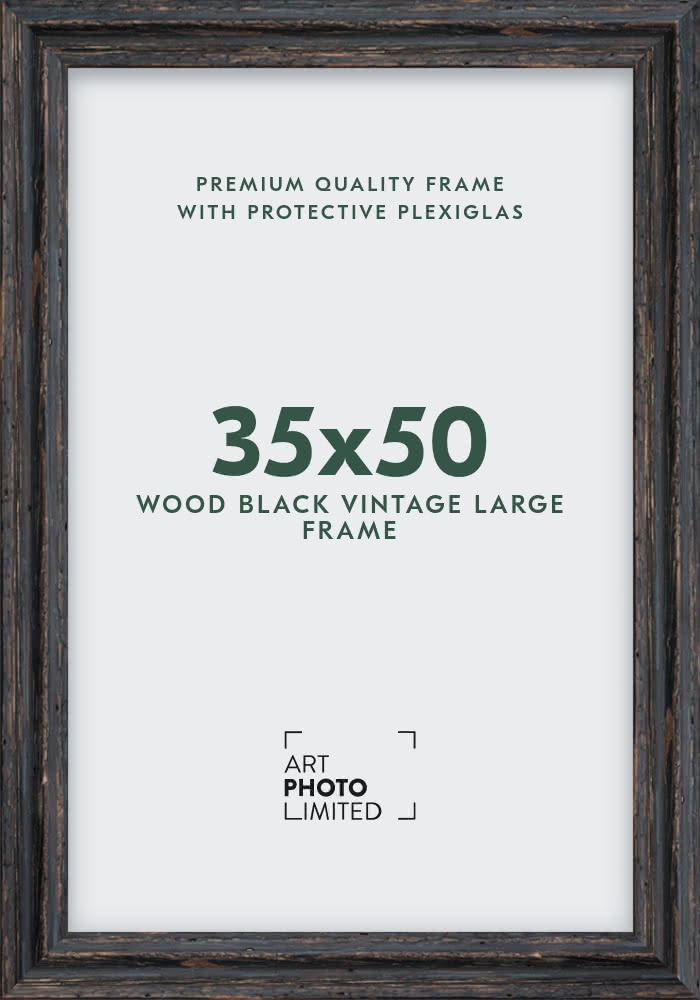 PREMIUM QUALITY FRAME
WITH PROTECTIVE PLEXIGLAS
35x50
WOOD BLACK VINTAGE LARGE
FRAME
ART
PHOTO
LIMITED